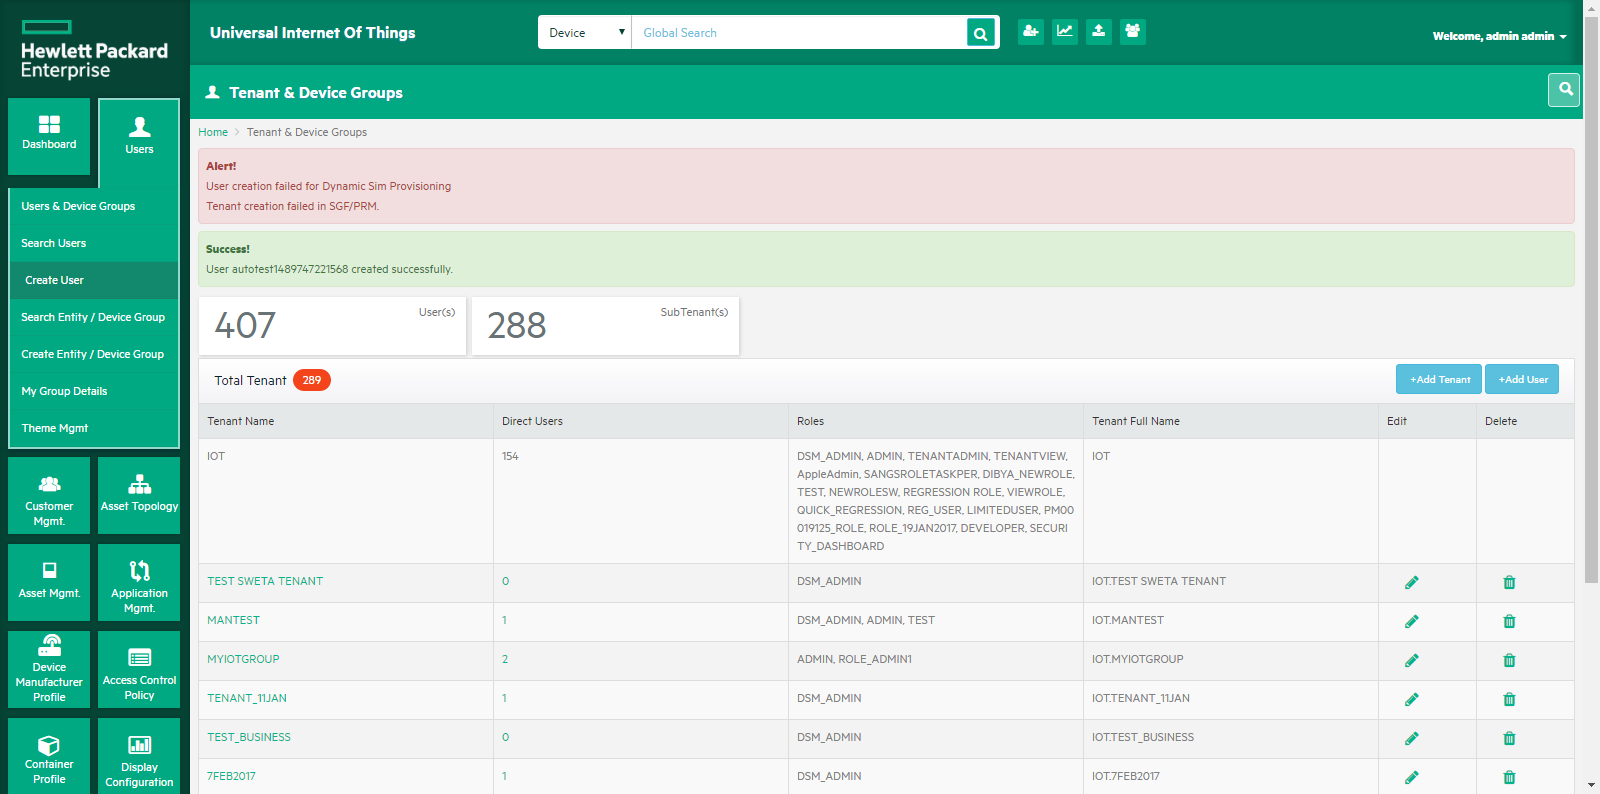 Hewlett Packard
Enterprise
Universal Internet Of Things
Device
Global Search
Welcome, admin admin
Tenant & Device Groups
Home > Tenant & Device Groups
Dashboard
Users
Users & Device Groups
Search Users
Create User
Search Entity / Device Group
Create Entity / Device Group
My Group Details
Theme Mgmt
Customer
Mgmt.
Asset Topology
Asset Mgmt.
Application
Mgmt.
Device
Manufacturer
Profile
Access Control
Policy
Container
Profile
Display
Configuration
Alert!
User creation failed for Dynamic Sim Provisioning
Tenant creation failed in SGF/PRM.
Success!
User autotest1489747221568 created successfully.
407 User(s)
288 SubTenant(s)
Total Tenant 289
+Add Tenant +Add User
Tenant Name Direct Users Roles Tenant Full Name Edit Delete
IOT 154 DSM_ADMIN, ADMIN, TENANTADMIN, TENANTVIEW, IOT
AppleAdmin, SANGSROLETASKPER, DIBYA_NEWROLE,
TEST, NEWROLESW, REGRESSION ROLE, VIEWROLE,
QUICK_REGRESSION, REG_USER, LIMITEDUSER, PM00
019125_ROLE, ROLE_19JAN2017, DEVELOPER, SECURI
TY_DASHBOARD
TEST SWETA TENANT 0 DSM_ADMIN IOT.TEST SWETA TENANT
MANTEST 1 DSM_ADMIN, ADMIN, TEST IOT.MANTEST
MYIOTGROUP 2 ADMIN, ROLE_ADMIN1 IOT.MYIOTGROUP
TENANT_11JAN 1 DSM_ADMIN IOT.TENANT_11JAN
TEST_BUSINESS 0 DSM_ADMIN IOT.TEST_BUSINESS
7FEB2017 1 DSM_ADMIN IOT.7FEB2017